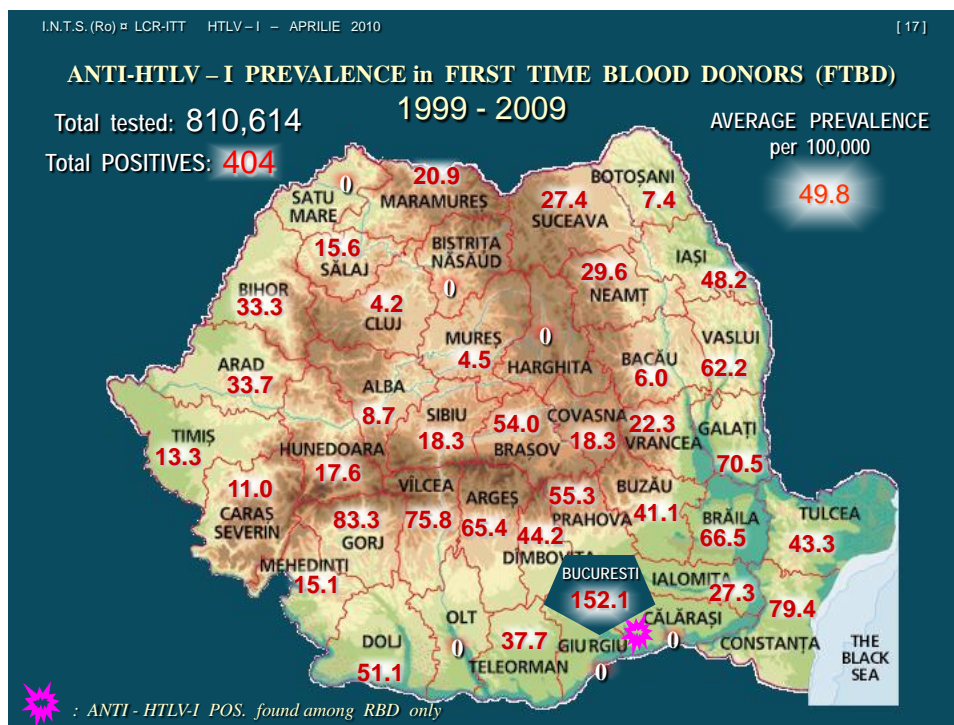 I.N.T.S. (Ro) ¤ LCR-ITT HTLV – I – APRILIE 2010 [ 17 ]
ANTI-HTLV – I PREVALENCE in FIRST TIME BLOOD DONORS (FTBD)
1999 - 2009
Total tested: 810,614
Total POSITIVES: 404
AVERAGE PREVALENCE
per 100,000
49.8
0
SATU
MARE
20.9
MARAMUREȘ
27.4
SUCEAVA
BOTOȘANI
7.4
15.6
SĂLAJ
BISTRIȚA
NĂSĂUD
0
29.6
NEAMȚ
IAȘI
48.2
BIHOR
33.3
4.2
CLUJ
MUREȘ
4.5
0
HARGHITA
BACĂU
6.0
VASLUI
62.2
ARAD
33.7
ALBA
8.7
SIBIU
18.3
54.0
BRAȘOV
COVASNA
18.3
22.3
VRANCEA
GALAȚI
70.5
TIMIȘ
13.3
HUNEDOARA
17.6
11.0
CARAȘ
SEVERIN
83.3
GORJ
VÎLCEA
75.8
ARGEȘ
65.4
44.2
DÎMBOVIȚA
55.3
PRAHOVA
BUZĂU
41.1
BRĂILA
66.5
TULCEA
43.3
MEHEDINȚI
15.1
BUCURESTI
152.1
IALOMIȚA
27.3
79.4
CONSTANȚA
CĂLĂRAȘI
0
DOLJ
51.1
OLT
0
37.7
TELEORMAN
GIURGIU
0
THE
BLACK
SEA
: ANTI - HTLV-I POS. found among RBD only